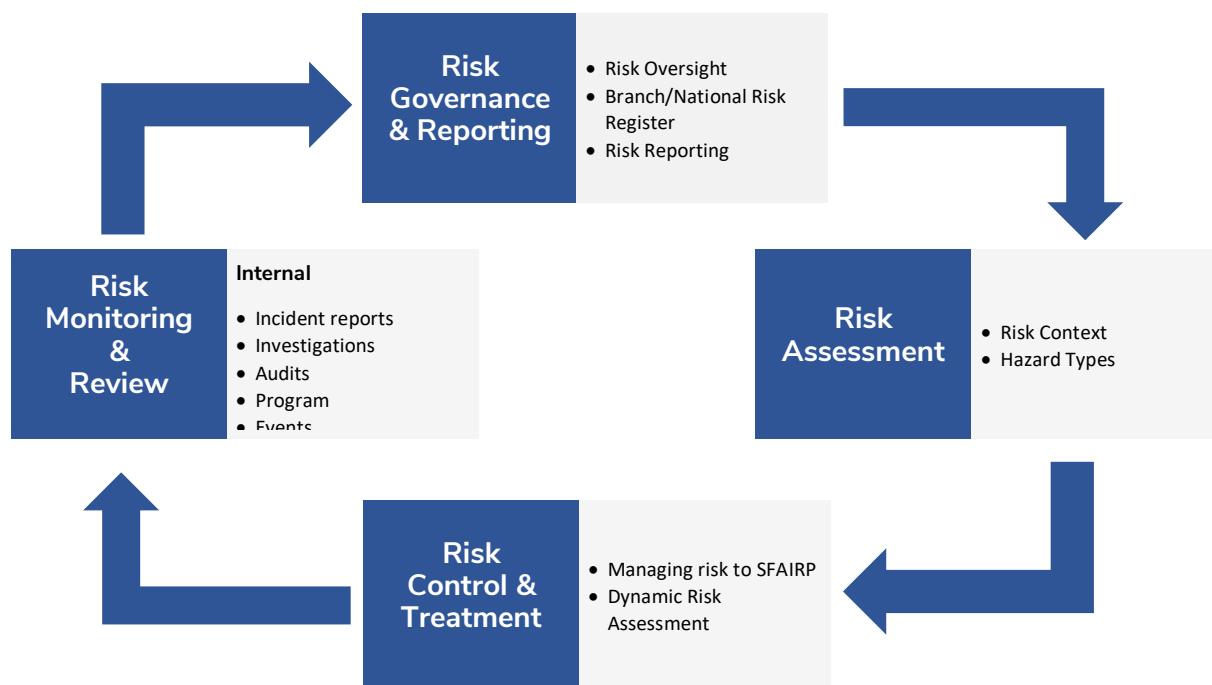 Risk
Governance
& Reporting
• Risk Oversight
• Branch/National Risk
Register
• Risk Reporting
Risk
Monitoring
&
Review
Internal
• Incident reports
• Investigations
• Audits
• Program
• Events
Risk
Assessment
• Risk Context
• Hazard Types
Risk
Control &
Treatment
• Managing risk to SFAIRP
• Dynamic Risk
Assessment